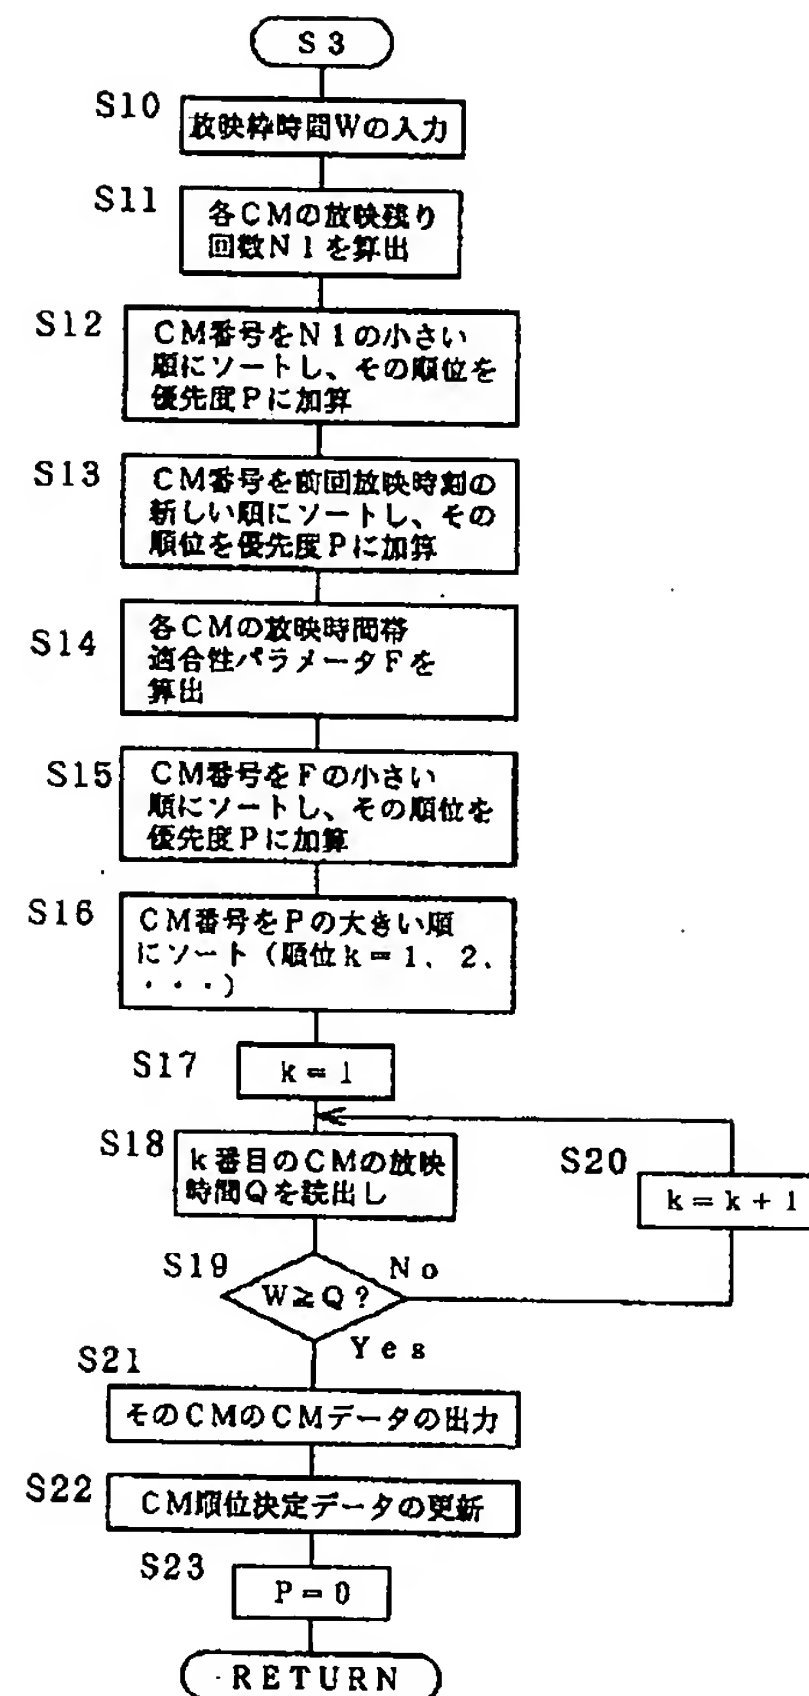 S3
S10
放映枠時間Wの入力
S11
各CMの放映残り
回数N1を算出
S12
CM番号をN1の小さい
順にソートし、その順位を
優先度Pに加算
S13
CM番号を前回放映時刻の
新しい順にソートし、その
順位を優先度Pに加算
S14
各CMの放映時間帯
適合性パラメータFを
算出
S15
CM番号をFの小さい
順にソートし、その順位を
優先度Pに加算
S16
CM番号をPの大きい順
にソート(順位k=1、2、
・・・)
S17
k=1
S18
k番目のCMの放映
時間Qを読出し
S20
k=k+1
S19
W≧Q?
No
Yes
S21
そのCMのCMデータの出力
S22
CM順位決定データの更新
S23
P=0
RETURN